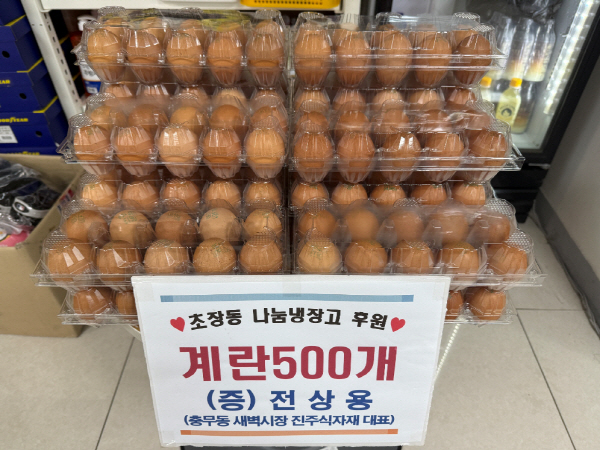 GOODYEAR
초장동 나눔냉장고 후원
계란500개
(증) 전상용
(충무동 새벽시장 진주식자재 대표)